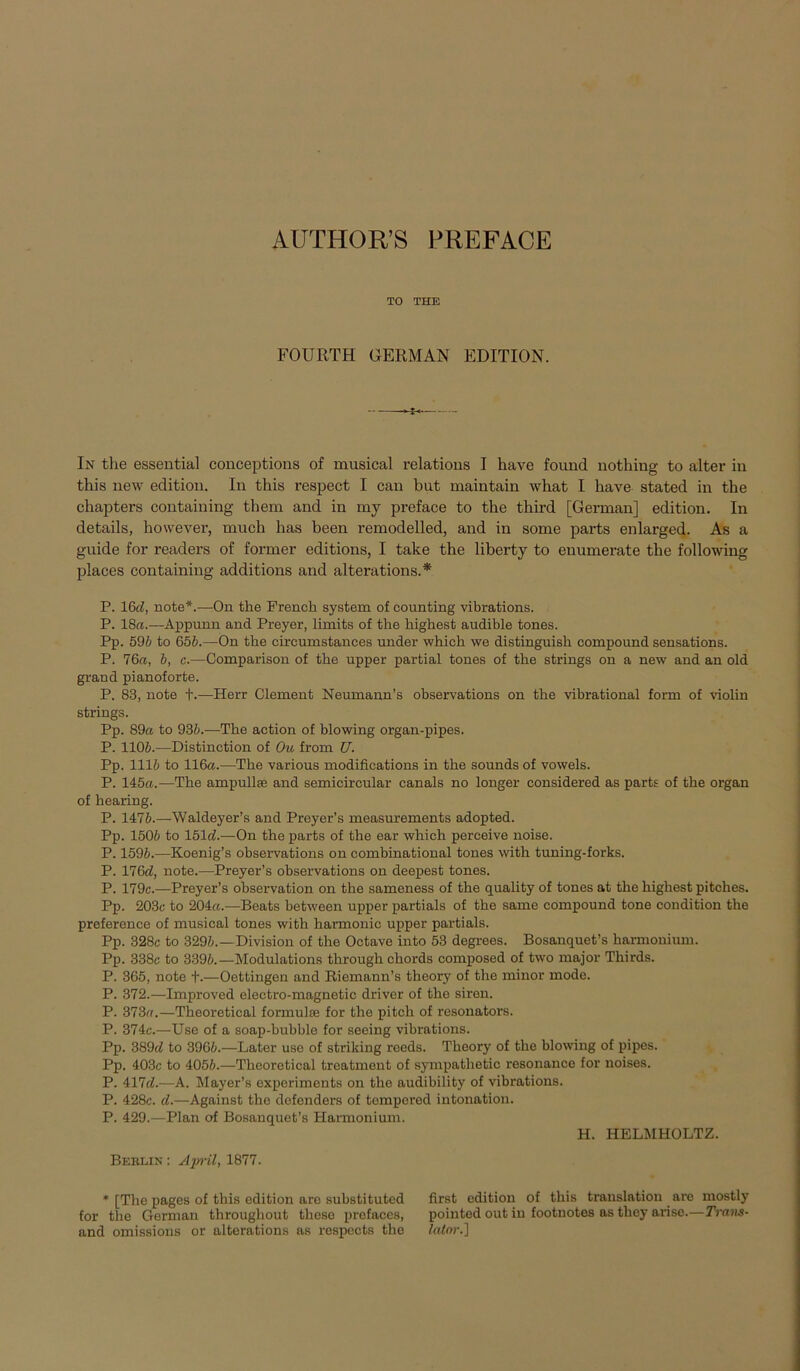 AUTHOR'S PREFACE
TO THE
FOURTH GERMAN EDITION.
In the essential conceptions of musical relations I have found nothing to alter in
this new edition. In this respect I can but maintain what I have stated in the
chapters containing them and in my preface to the third [German] edition. In
details, however, much has been remodelled, and in some parts enlarged. As a
guide for readers of former editions, I take the liberty to enumerate the following
places containing additions and alterations.*
P. 16d, note*.—On the French system of counting vibrations.
P. 18a.—Appunn and Preyer, limits of the highest audible tones.
Pp. 59b to 65b.—On the circumstances under which we distinguish compound sensations.
P. 76a, b, c.—Comparison of the upper partial tones of the strings on a new and an old
grand pianoforte.
P. 83, note †.—Herr Clement Neumann's observations on the vibrational form of violin
strings.
Pp. 89a to 93b.—The action of blowing organ-pipes.
P. 110b.—Distinction of Ou from U.
Pp. 111b to 116a.—The various modifications in the sounds of vowels.
P. 145a.—The ampullæ and semicircular canals no longer considered as parts of the organ
of hearing.
P. 147b.—Waldeyer's and Preyer's measurements adopted.
Pp. 150b to 151d.—On the parts of the ear which perceive noise.
P. 159b.—Koenig's observations on combinational tones with tuning-forks.
P. 176d, note.—Preyer's observations on deepest tones.
P. 179c.—Preyer's observation on the sameness of the quality of tones at the highest pitches.
Pp. 203c to 204a.—Beats between upper partials of the same compound tone condition the
preference of musical tones with harmonic upper partials.
Pp. 328c to 329b.—Division of the Octave into 53 degrees. Bosanquet's harmonium.
Pp. 338c to 339b.—Modulations through chords composed of two major Thirds.
P. 365, note †.—Oettingen and Riemann's theory of the minor mode.
P. 372.—Improved electro-magnetic driver of the siren.
P. 373a.—Theoretical formulæ for the pitch of resonators.
P. 374c.—Use of a soap-bubble for seeing vibrations.
Pp. 389d to 396b.—Later use of striking reeds. Theory of the blowing of pipes.
Pp. 403c to 405b.—Theoretical treatment of sympathetic resonance for noises.
P. 417d.—A. Mayer's experiments on the audibility of vibrations.
P. 428c. d.—Against the defenders of tempered intonation.
P. 429.—Plan of Bosanquet's Harmonium.
H. HELMHOLTZ.
Berlin: April, 1877.
* [The pages of this edition are substituted
for the German throughout these prefaces,
and omissions or alterations as respects the
first edition of this translation are mostly
pointed out in footnotes as they arise.—Trans-
lator.]